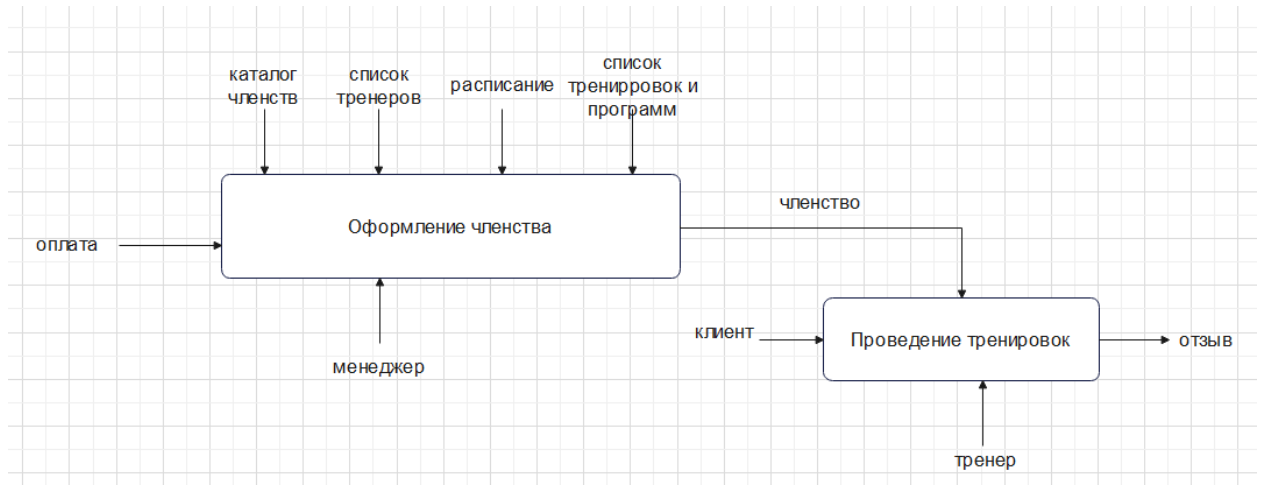 каталог
членств
список
тренеров
расписание
список
тренирровок и
программ
Оформление членства
членство
оплата
менеджер
клиент
Проведение тренировок
отзыв
тренер